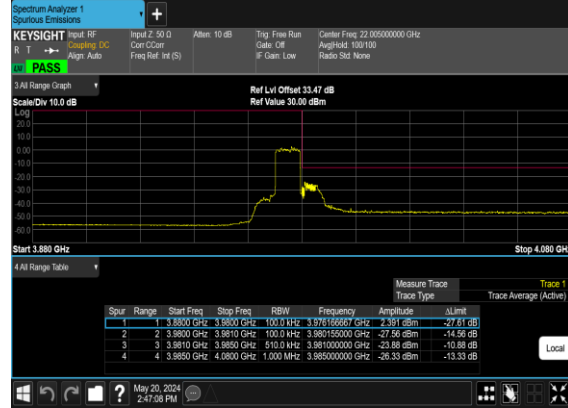 Spectrum Analyzer 1
Spurious Emissions
KEYSIGHT Input: RF Input Z: 50 Ω Atten: 10 dB Trig: Free Run Center Freq: 22.005000000 GHz
R T Coupling: DC Corr CCorr Gate: Off Avg|Hold: 100/100
Align: Auto Freq Ref: Int (S) IF Gain: Low Radio Std: None
PASS
3 All Range Graph
Ref Lvl Offset 33.47 dB
Scale/Div 10.0 dB Ref Value 30.00 dBm
Log
20.0
10.0
0.00
-10.0
-20.0
-30.0
-40.0
-50.0
-60.0
Start 3.880 GHz Stop 4.080 GH
4 All Range Table
Measure Trace Trace 1
Trace Type Trace Average (Active)
Spur Range Start Freq Stop Freq RBW Frequency Amplitude ΔLimit
1 1 3.8800 GHz 3.9800 GHz 100.0 kHz 3.976166667 GHz 2.391 dBm -27.61 dB
2 2 3.9800 GHz 3.9810 GHz 100.0 kHz 3.980155000 GHz -27.56 dBm -14.56 dB
3 3 3.9810 GHz 3.9850 GHz 510.0 kHz 3.981000000 GHz -23.88 dBm -10.88 dB
4 4 3.9850 GHz 4.0800 GHz 1.000 MHz 3.985000000 GHz -26.33 dBm -13.33 dB
Local
May 20, 2024
2:47:08 PM